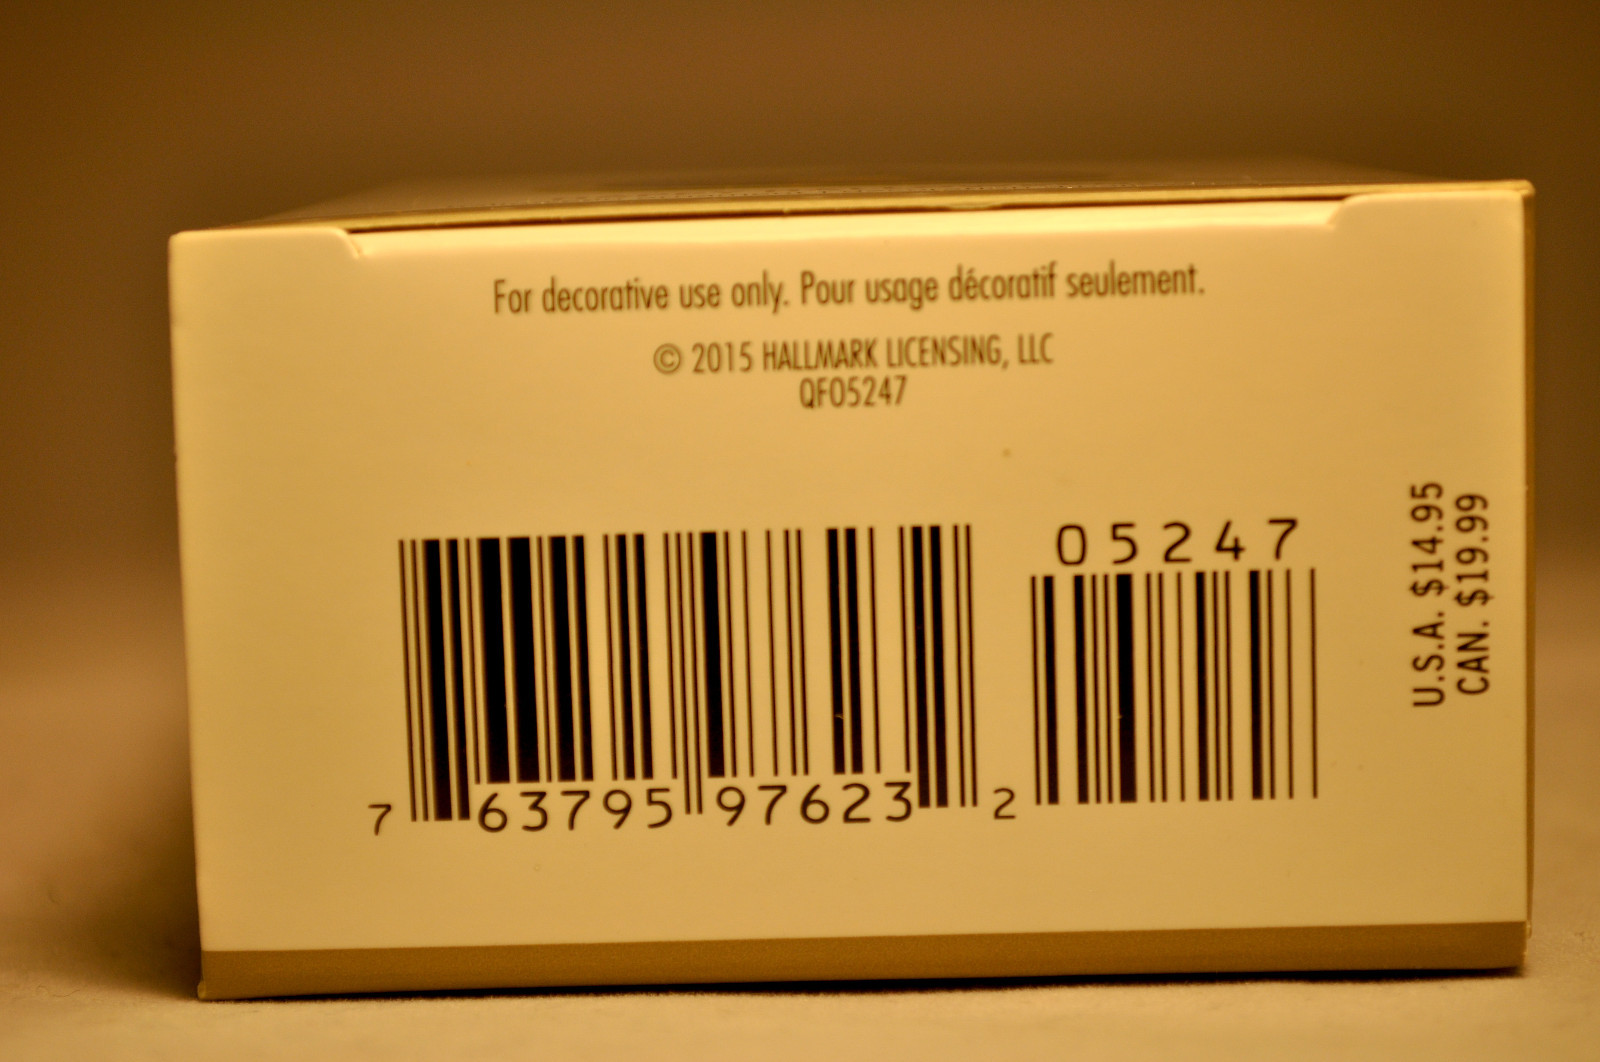 For decorative use only. Pour usage décoratif seulement.
© 2015 HALLMARK LICENSING, LLC
QFO5247
05247
7 63795 97623 2
U.S.A. $14.95
CAN. $19.99